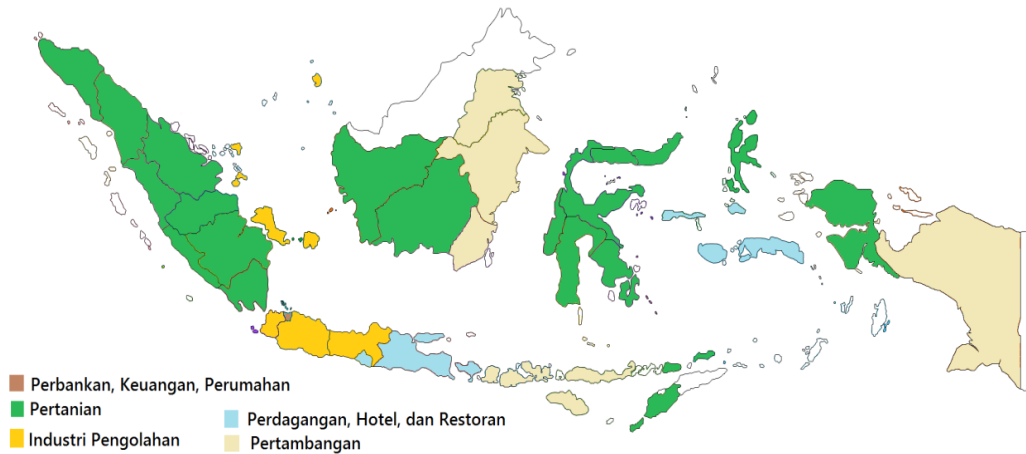 Perbankan, Keuangan, Perumahan
Pertanian
Industri Pengolahan
Perdagangan, Hotel, dan Restoran
Pertambangan